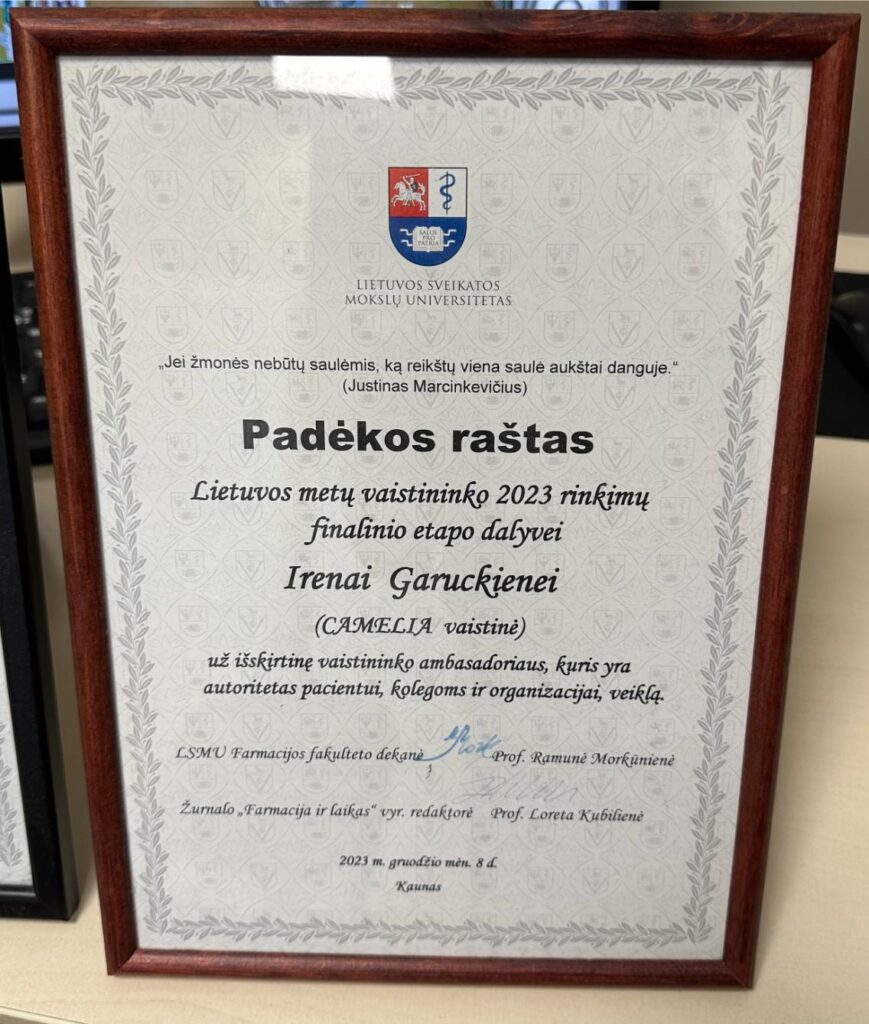 SALUS
PRO
PATRIA
LIETUVOS SVEIKATOS
MOKSLŲ UNIVERSITETAS
„Jei žmonės nebūtų saulėmis, ką reikštų viena saulė aukštai danguje.“
(Justinas Marcinkevičius)
Padėkos raštas
Lietuvos metų vaistininko 2023 rinkimų
finalinio etapo dalyvei
Irenai Garuckienei
(CAMELIA vaistinė)
už išskirtinę vaistininko ambasadoriaus, kuris yra
autoritetas pacientui, kolegoms ir organizacijai, veiklą.
LSMU Farmacijos fakulteto dekanė Prof. Ramunė Morkūnienė
Žurnalo „Farmacija ir laikas“ vyr. redaktorė Prof. Loreta Kubilienė
2023 m. gruodžio mėn. 8 d.
Kaunas